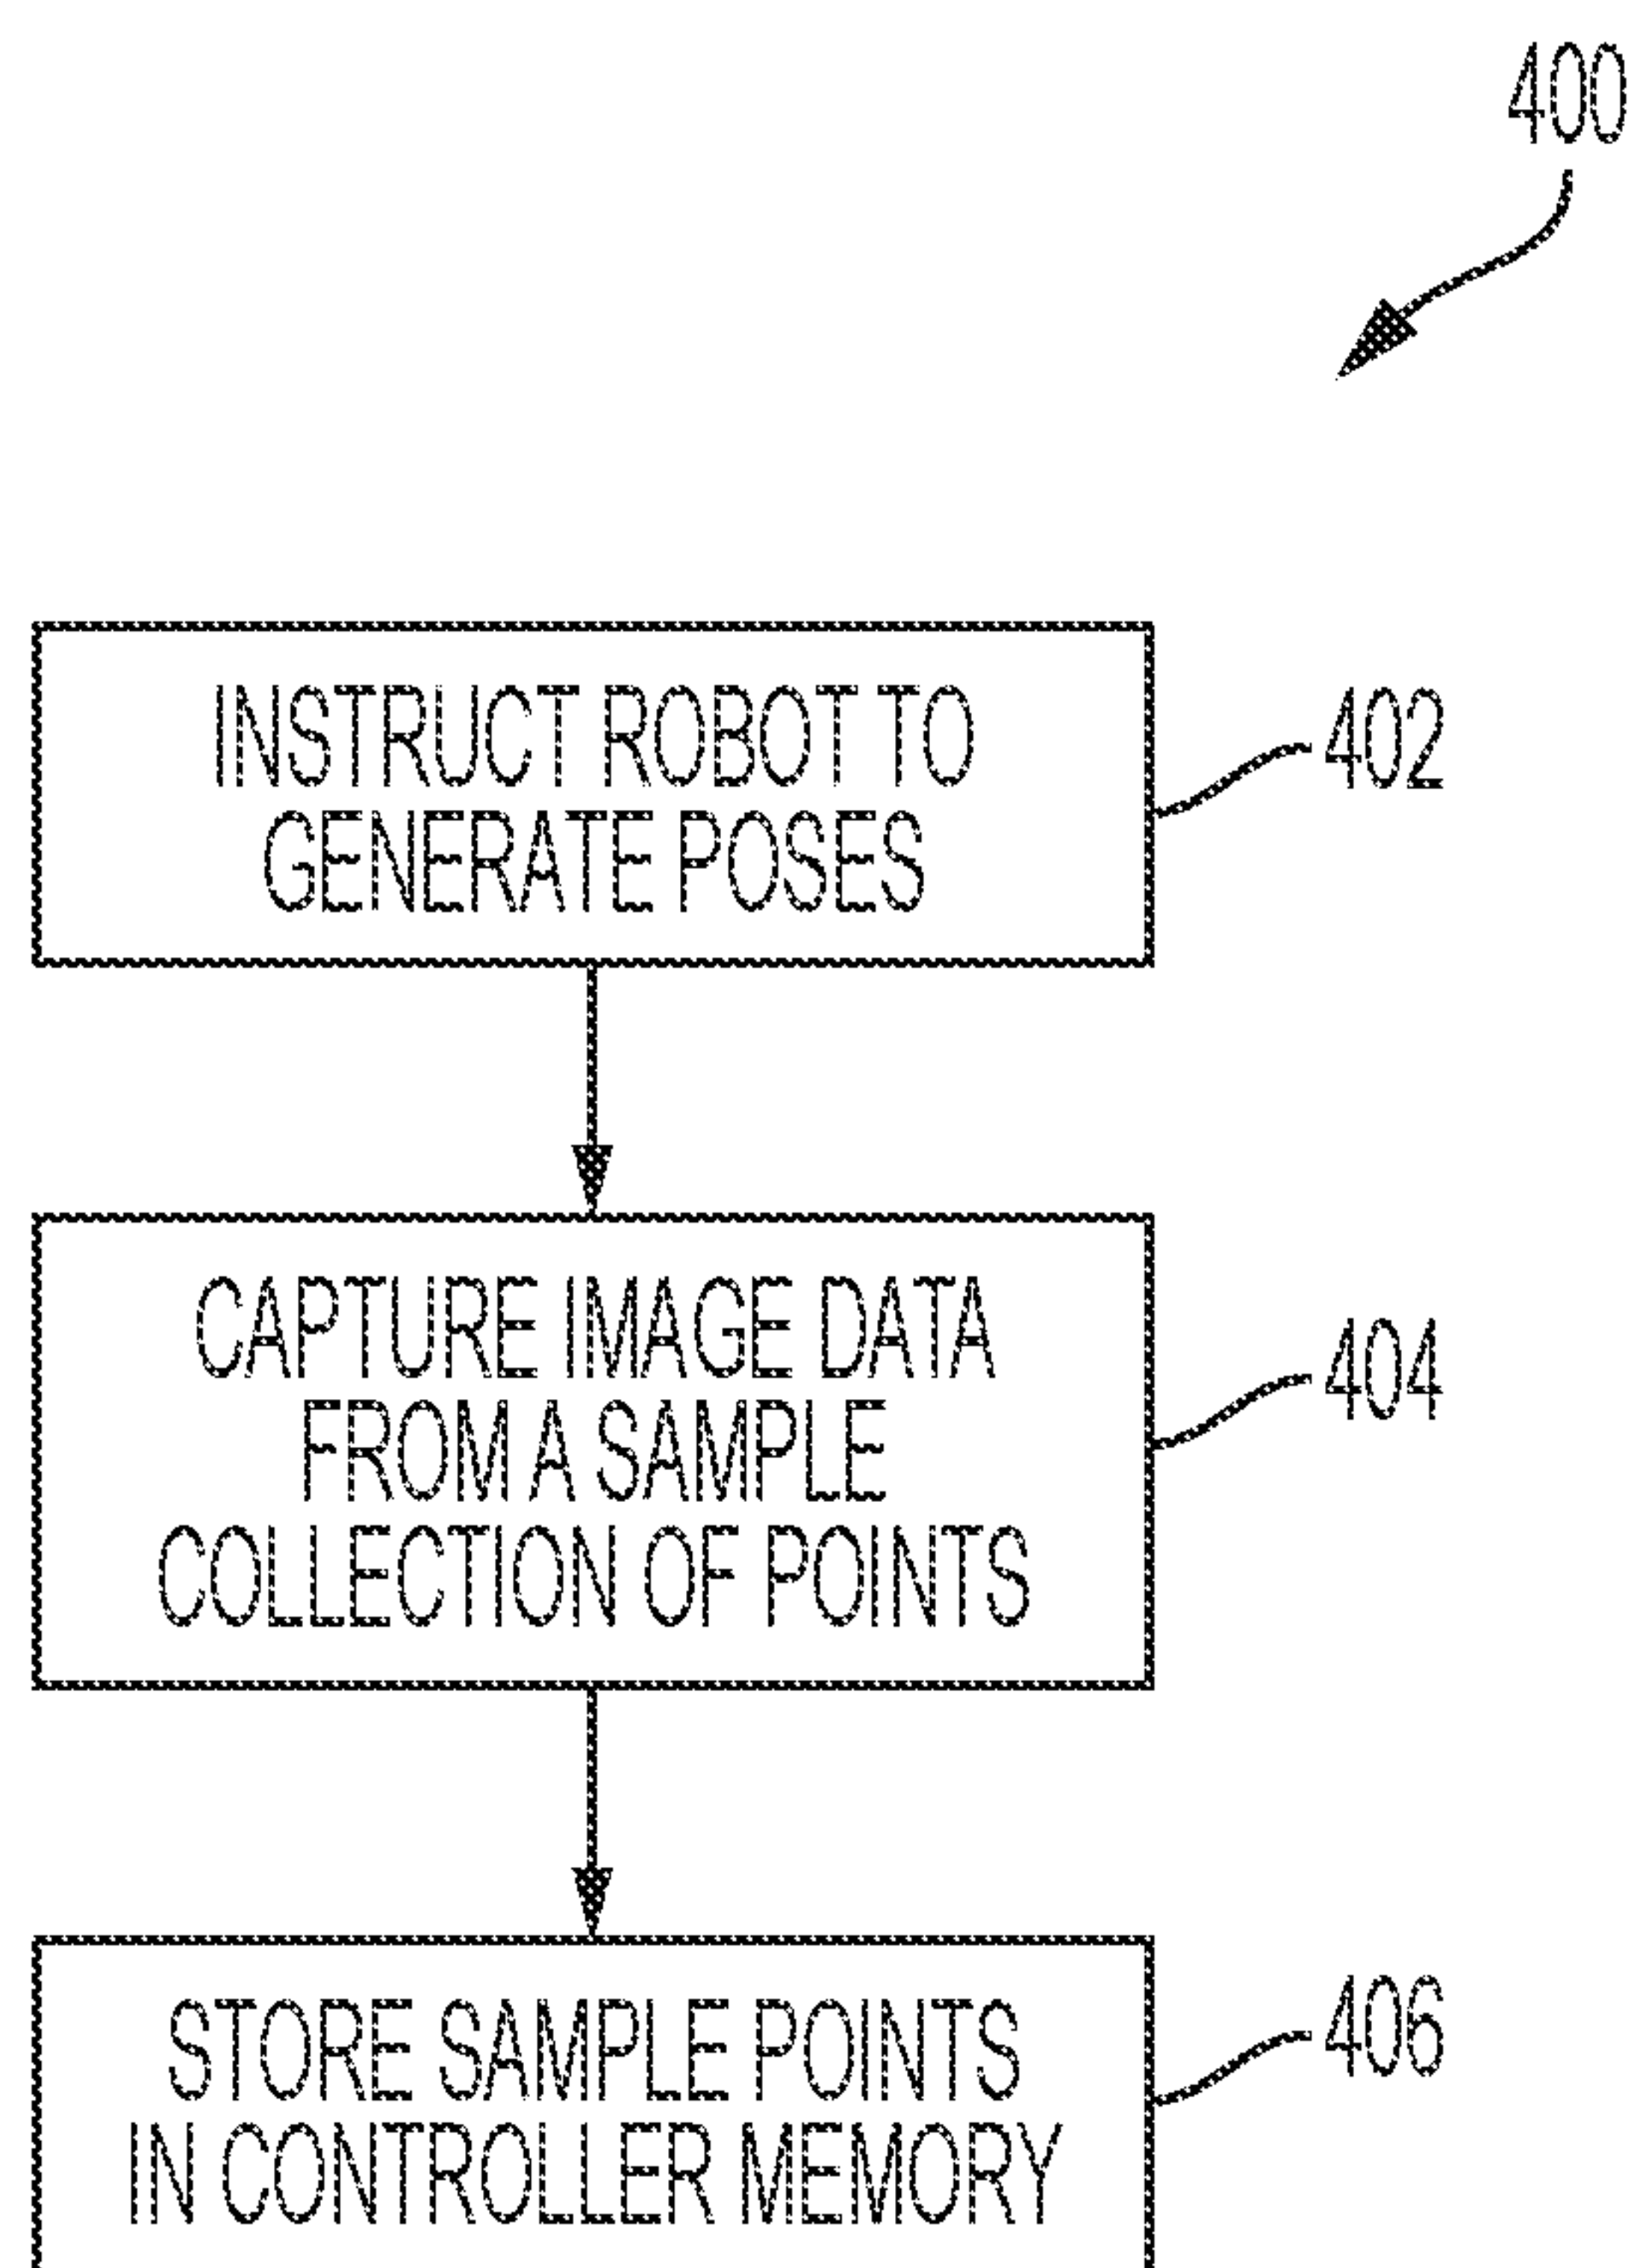 400
INSTRUCT ROBOT TO
GENERATE POSES
402
CAPTURE IMAGE DATA
FROM A SAMPLE
COLLECTION OF POINTS
404
STORE SAMPLE POINTS
IN CONTROLLER MEMORY
406